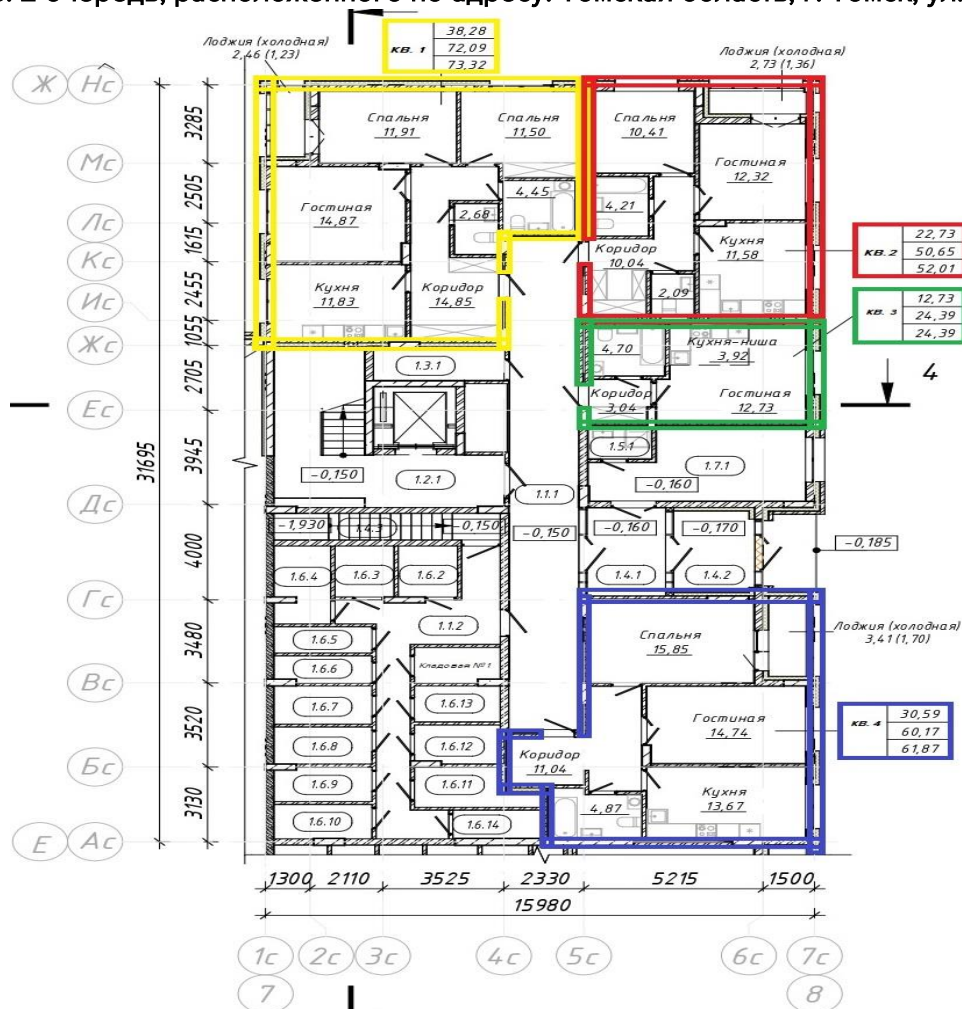 2 очередь, расположенного по адресу: Томская область, г. Томск, ул.
Лоджия (холодная)
2,46 (1,23)
КВ. 1
38,28
72,09
73,32
Лоджия (холодная)
2,73 (1,36)
Ж
Нс
Спальня
11,91
Спальня
11,50
Спальня
10,41
Гостиная
12,32
3285
Мс
2505
Гостиная
14,87
4,45
2,68
4,21
Лс
1615
Коридор
10,04
Кухня
11,58
КВ.2
22,73
50,65
52,01
Кс
2455
Кухня
11,83
Коридор
14,85
2,09
Ис
1055
КВ. 3
12,73
24,39
24,39
Жс
2705
1.3.1
4,70
Кухня-ниша
3,92
4
Коридор
3,04
Гостиная
12,73
Ес
31695
3945
-0,150
1.2.1
1.5.1
1.7.1
-0,160
1.1.1
Дс
-1,930
1.4.3
-0,150
-0,150
-0,160
-0,170
-0,185
4000
1.6.4
1.6.3
1.6.2
1.4.1
1.4.2
Гс
1.1.2
3480
1.6.5
Спальня
15,85
Лоджия (холодная)
3,41 (1,70)
1.6.6
Кладовая №1
Вс
1.6.7
1.6.13
Гостиная
14,74
КВ. 4
30,59
60,17
61,87
3520
1.6.8
1.6.12
Коридор
11,04
Бс
1.6.9
1.6.11
Кухня
13,67
3130
1.6.10
1.6.14
4,87
Е
Ас
1300
2110
3525
2330
5215
1500
15980
1с
2с
3с
4с
5с
6с
7с
7
8